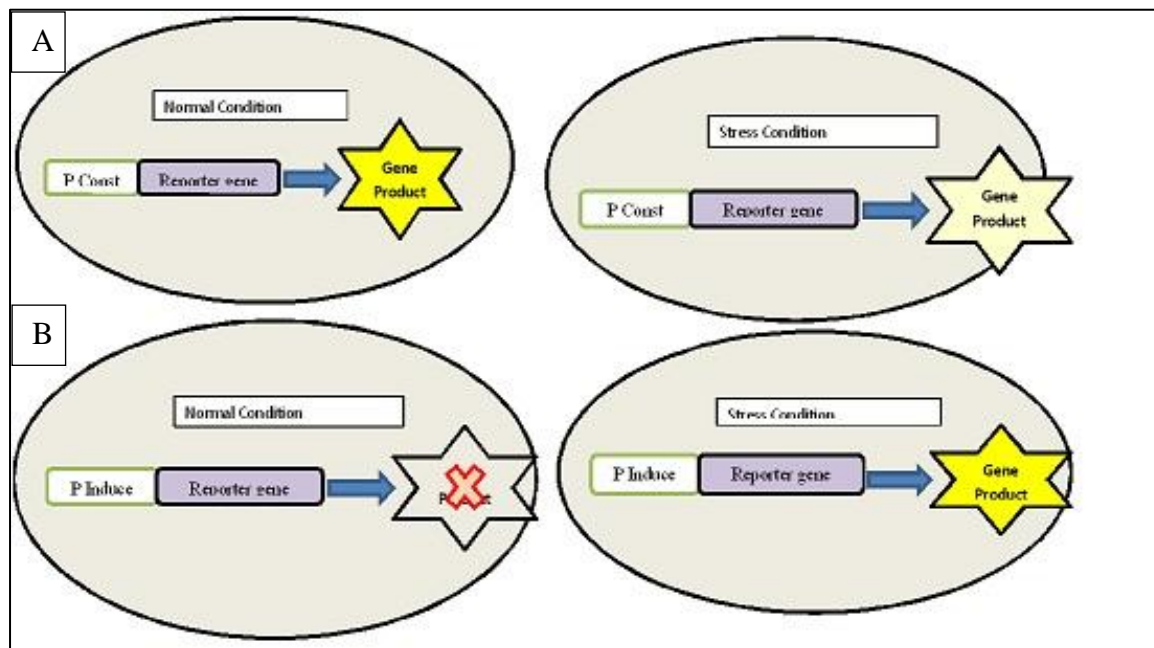 A
Normal Condition
P Const
Reporter gene
Gene
Product
Stress Condition
P Const
Reporter gene
Gene
Product
B
Normal Condition
P Induce
Reporter gene
Stress Condition
P Induce
Reporter gene
Gene
Product